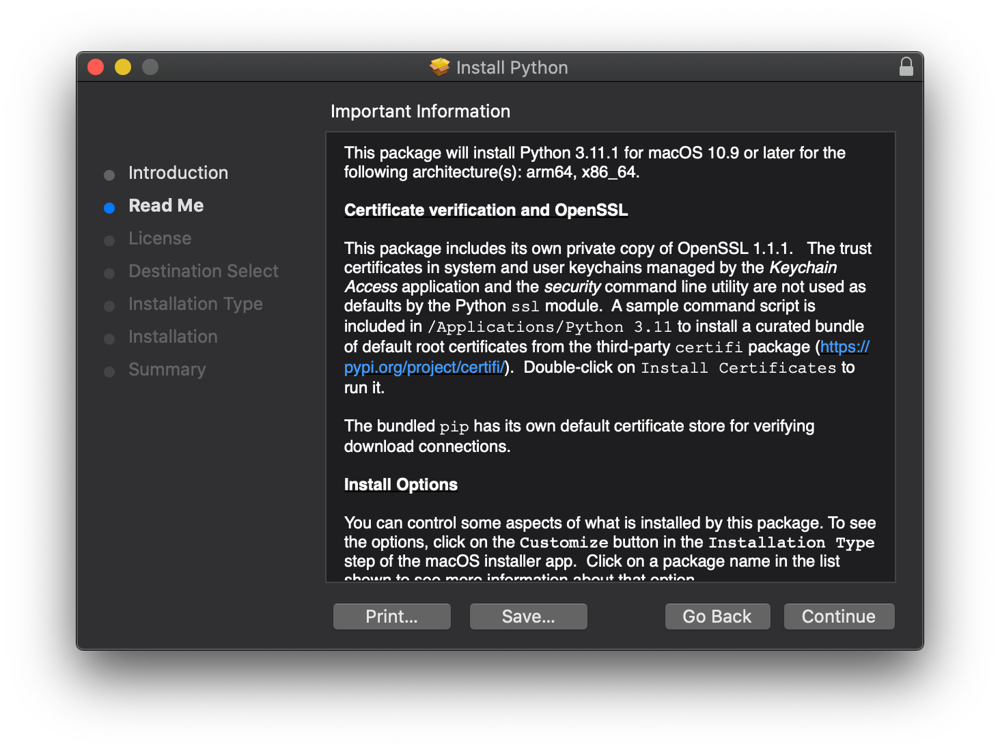 Install Python
Important Information
Introduction
Read Me
License
Destination Select
Installation Type
Installation
Summary
This package will install Python 3.11.1 for macOS 10.9 or later for the
following architecture(s): arm64, x86_64.
Certificate verification and OpenSSL
This package includes its own private copy of OpenSSL 1.1.1.   The trust
certificates in system and user keychains managed by the Keychain
Access application and the security command line utility are not used as
defaults by the Python ssl module.  A sample command script is
included in /Applications/Python 3.11 to install a curated bundle
of default root certificates from the third-party certifi package (https://
pypi.org/project/certifi/).  Double-click on Install Certificates to
run it.
The bundled pip has its own default certificate store for verifying
download connections.
Install Options
You can control some aspects of what is installed by this package. To see
the options, click on the Customize button in the Installation Type
step of the macOS installer app.  Click on a package name in the list
shown to see more information about that option.
Print...
Save...
Go Back
Continue